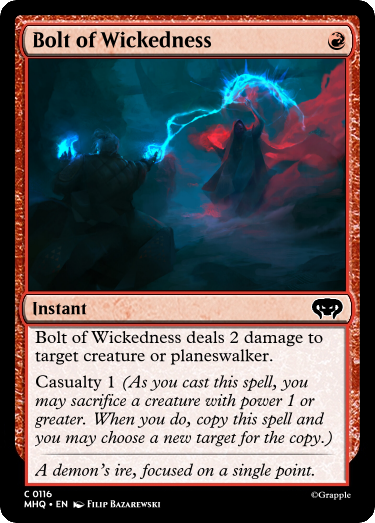 Bolt of Wickedness
Instant
Bolt of Wickedness deals 2 damage to
target creature or planeswalker.
Casualty 1 (As you cast this spell, you
may sacrifice a creature with power 1 or
greater. When you do, copy this spell and
you may choose a new target for the copy.)
A demon's ire, focused on a single point.
C 0116
MHQ • EN Filip Bazarewski
©Grapple